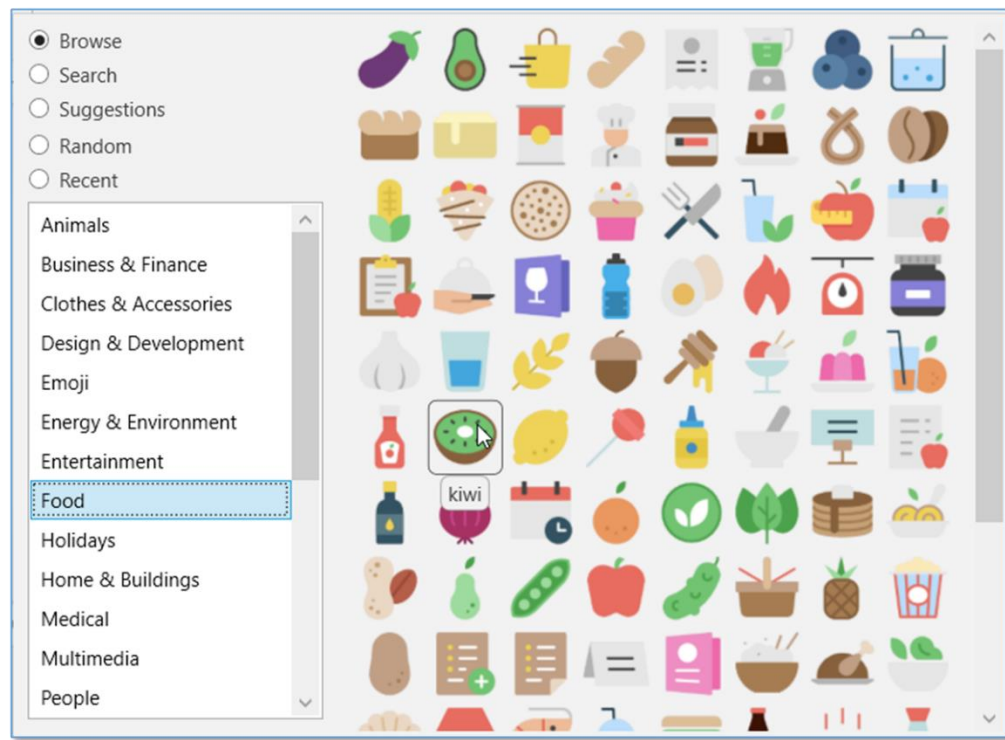 Browse
Search
Suggestions
Random
Recent
Animals
Business & Finance
Clothes & Accessories
Design & Development
Emoji
Energy & Environment
Entertainment
Food
Holidays
Home & Buildings
Medical
Multimedia
People
kiwi